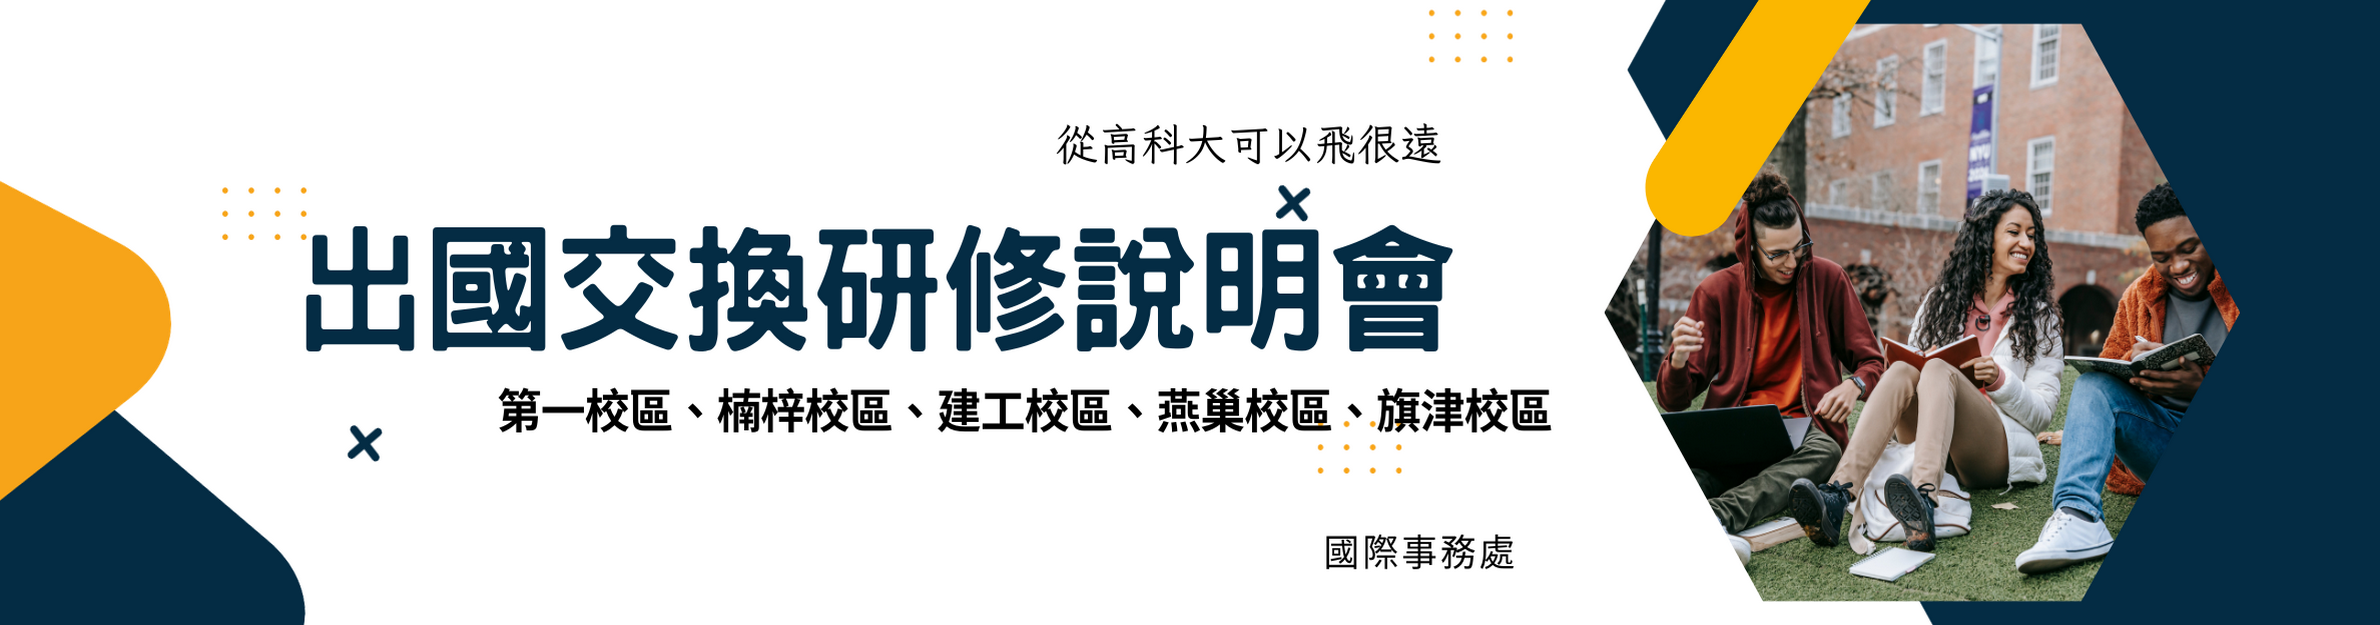 從高科大可以飛很遠
出國交換研修說明會
第一校區、楠梓校區、建工校區、燕巢校區、旗津校區
國際事務處
NYU